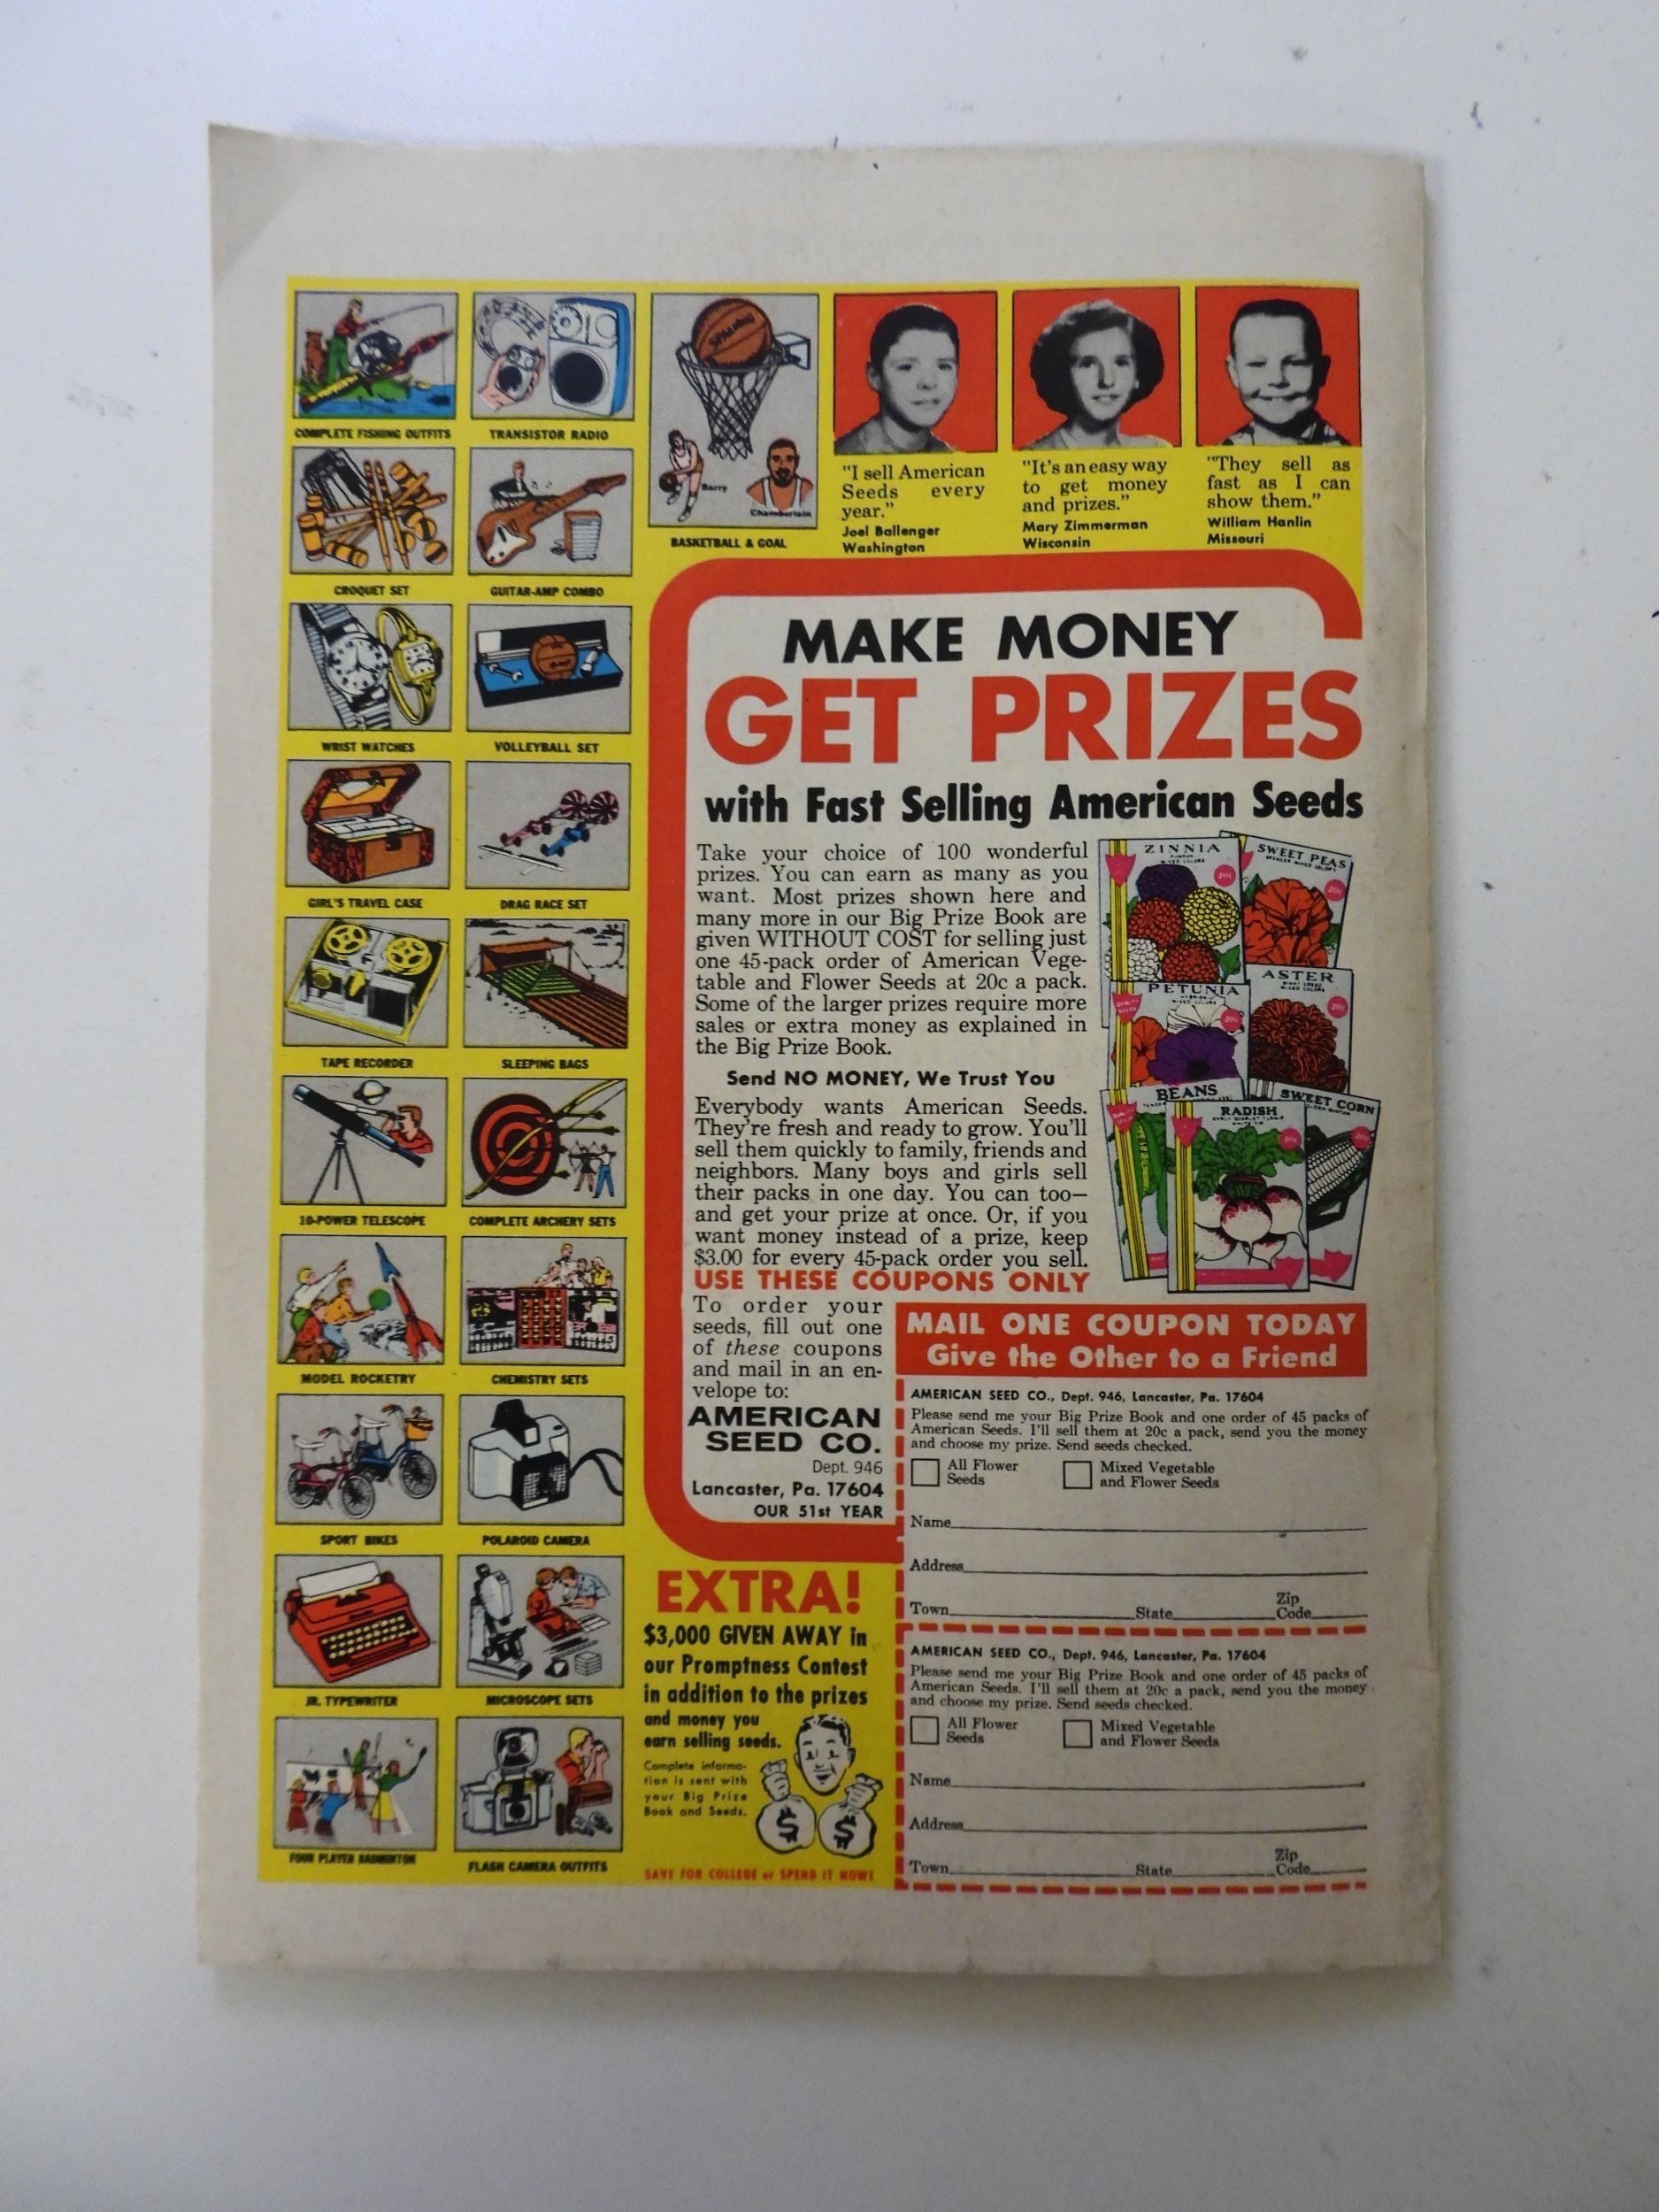 COMPLETE FISHING OUTFITS
TRANSISTOR RADIO
CROQUET SET
GUITAR-AMP COMBO
WRIST WATCHES
VOLLEYBALL SET
GIRL'S TRAVEL CASE
DRAG RACE SET
TAPE RECORDER
SLEEPING BAGS
10-POWER TELESCOPE
COMPLETE ARCHERY SETS
MODEL ROCKETRY
CHEMISTRY SETS
SPORT BIKES
POLAROID CAMERA
JR. TYPEWRITER
MICROSCOPE SETS
FOUR PLAYER BADMINTON
FLASH CAMERA OUTFITS
SPALDING
Barry
Chamberlain
BASKETBALL & GOAL
"I sell American
Seeds every
year."
Joel Ballenger
Washington
"It's an easy way
to get money
and prizes."
Mary Zimmerman
Wisconsin
"They sell as
fast as I can
show them."
William Hanlin
Missouri
MAKE MONEY
GET PRIZES
with Fast Selling American Seeds
Take your choice of 100 wonderful
prizes. You can earn as many as you
want. Most prizes shown here and
many more in our Big Prize Book are
given WITHOUT COST for selling just
one 45-pack order of American Vege-
table and Flower Seeds at 20c a pack.
Some of the larger prizes require more
sales or extra money as explained in
the Big Prize Book.
Send NO MONEY, We Trust You
Everybody wants American Seeds.
They're fresh and ready to grow. You'll
sell them quickly to family, friends and
neighbors. Many boys and girls sell
their packs in one day. You can too—
and get your prize at once. Or, if you
want money instead of a prize, keep
$3.00 for every 45-pack order you sell.
USE THESE COUPONS ONLY
ZINNIA
MIXED COLORS
20c
SWEET PEAS
20c
PETUNIA
MIXED COLORS
20c
ASTER
MIXED COLORS
20c
BEANS
RADISH
20c
SWEET CORN
20c
To order your
seeds, fill out one
of these coupons
and mail in an en-
velope to:
AMERICAN
SEED CO.
Dept. 946
Lancaster, Pa. 17604
OUR 51st YEAR
MAIL ONE COUPON TODAY
Give the Other to a Friend
AMERICAN SEED CO., Dept. 946, Lancaster, Pa. 17604
Please send me your Big Prize Book and one order of 45 packs of
American Seeds. I'll sell them at 20c a pack, send you the money
and choose my prize. Send seeds checked.
All Flower Seeds
Mixed Vegetable and Flower Seeds
Name
Address
Town State Zip Code
AMERICAN SEED CO., Dept. 946, Lancaster, Pa. 17604
Please send me your Big Prize Book and one order of 45 packs of
American Seeds. I'll sell them at 20c a pack, send you the money
and choose my prize. Send seeds checked.
All Flower Seeds
Mixed Vegetable and Flower Seeds
Name
Address
Town State Zip Code
EXTRA!
$3,000 GIVEN AWAY in
our Promptness Contest
in addition to the prizes
and money you
earn selling seeds.
Complete informa-
tion is sent with
your Big Prize
Book and Seeds.
$ $
SAVE FOR COLLEGE or SPEND IT NOW!